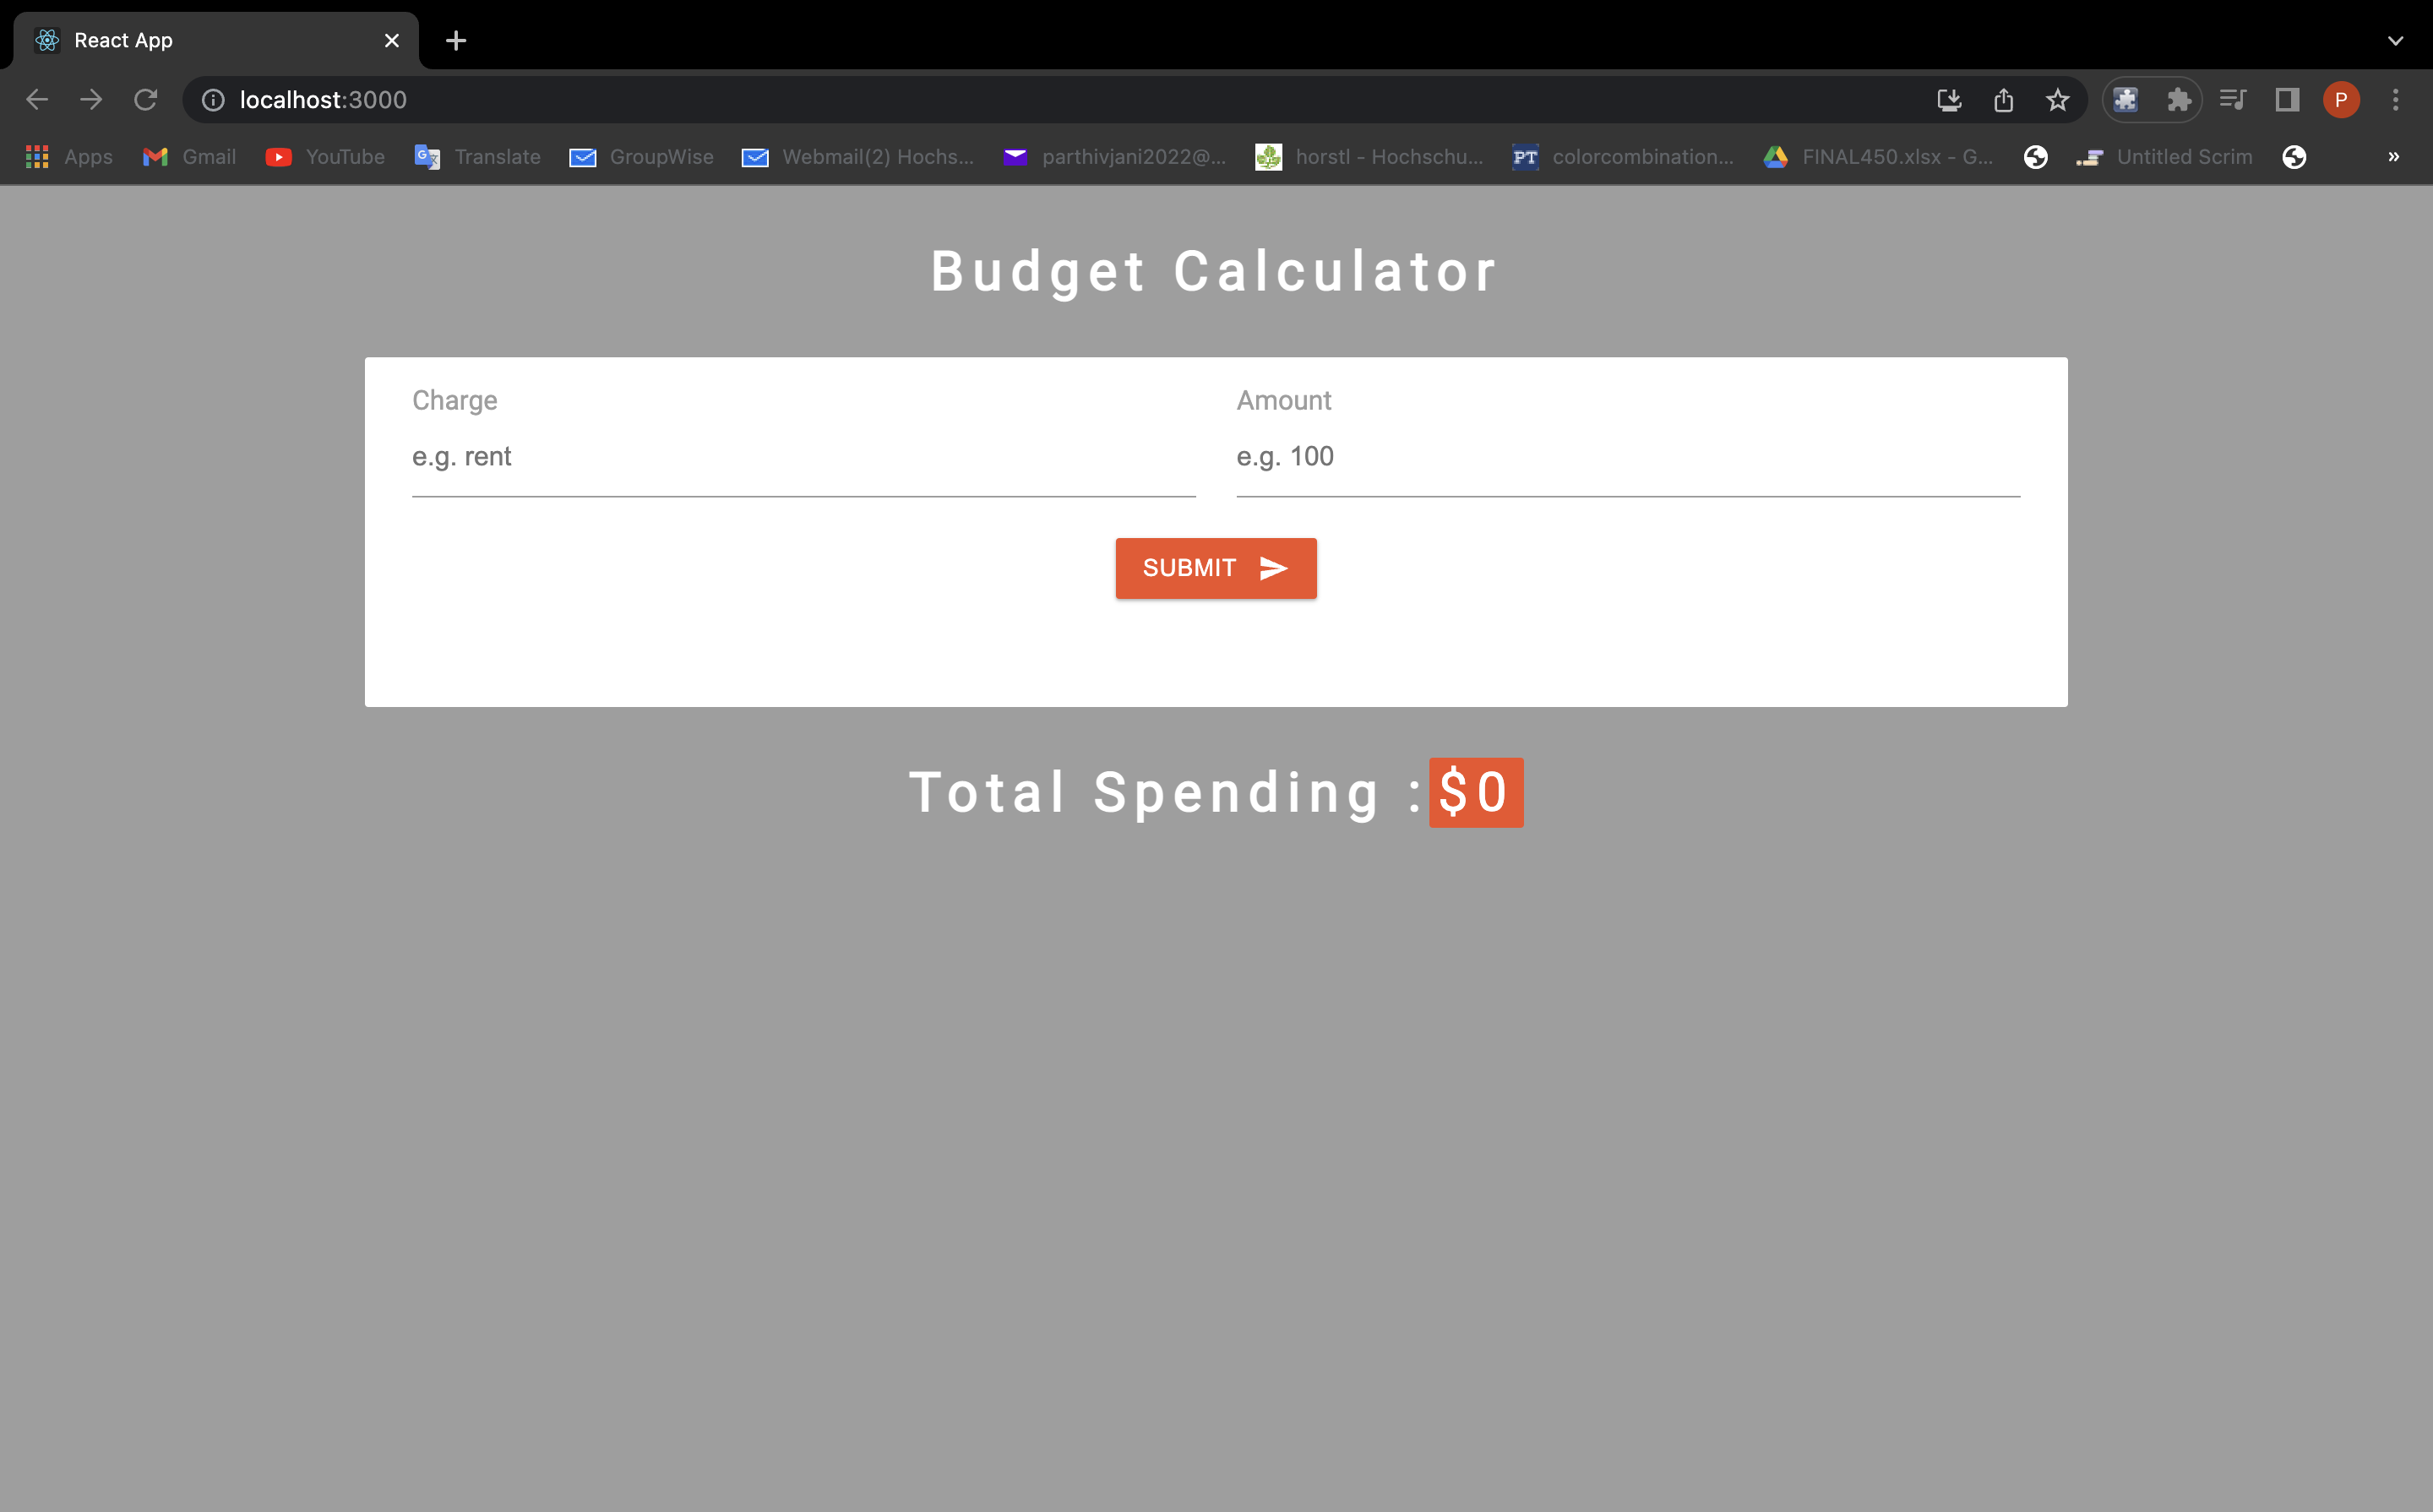 React App
localhost:3000
P
Apps Gmail YouTube Translate GroupWise Webmail(2) Hochs... parthivjani2022@... horstl - Hochschu... PT colorcombination... FINAL450.xlsx - G... Untitled Scrim »
Budget Calculator
Charge Amount
e.g. rent e.g. 100
SUBMIT
Total Spending :$0